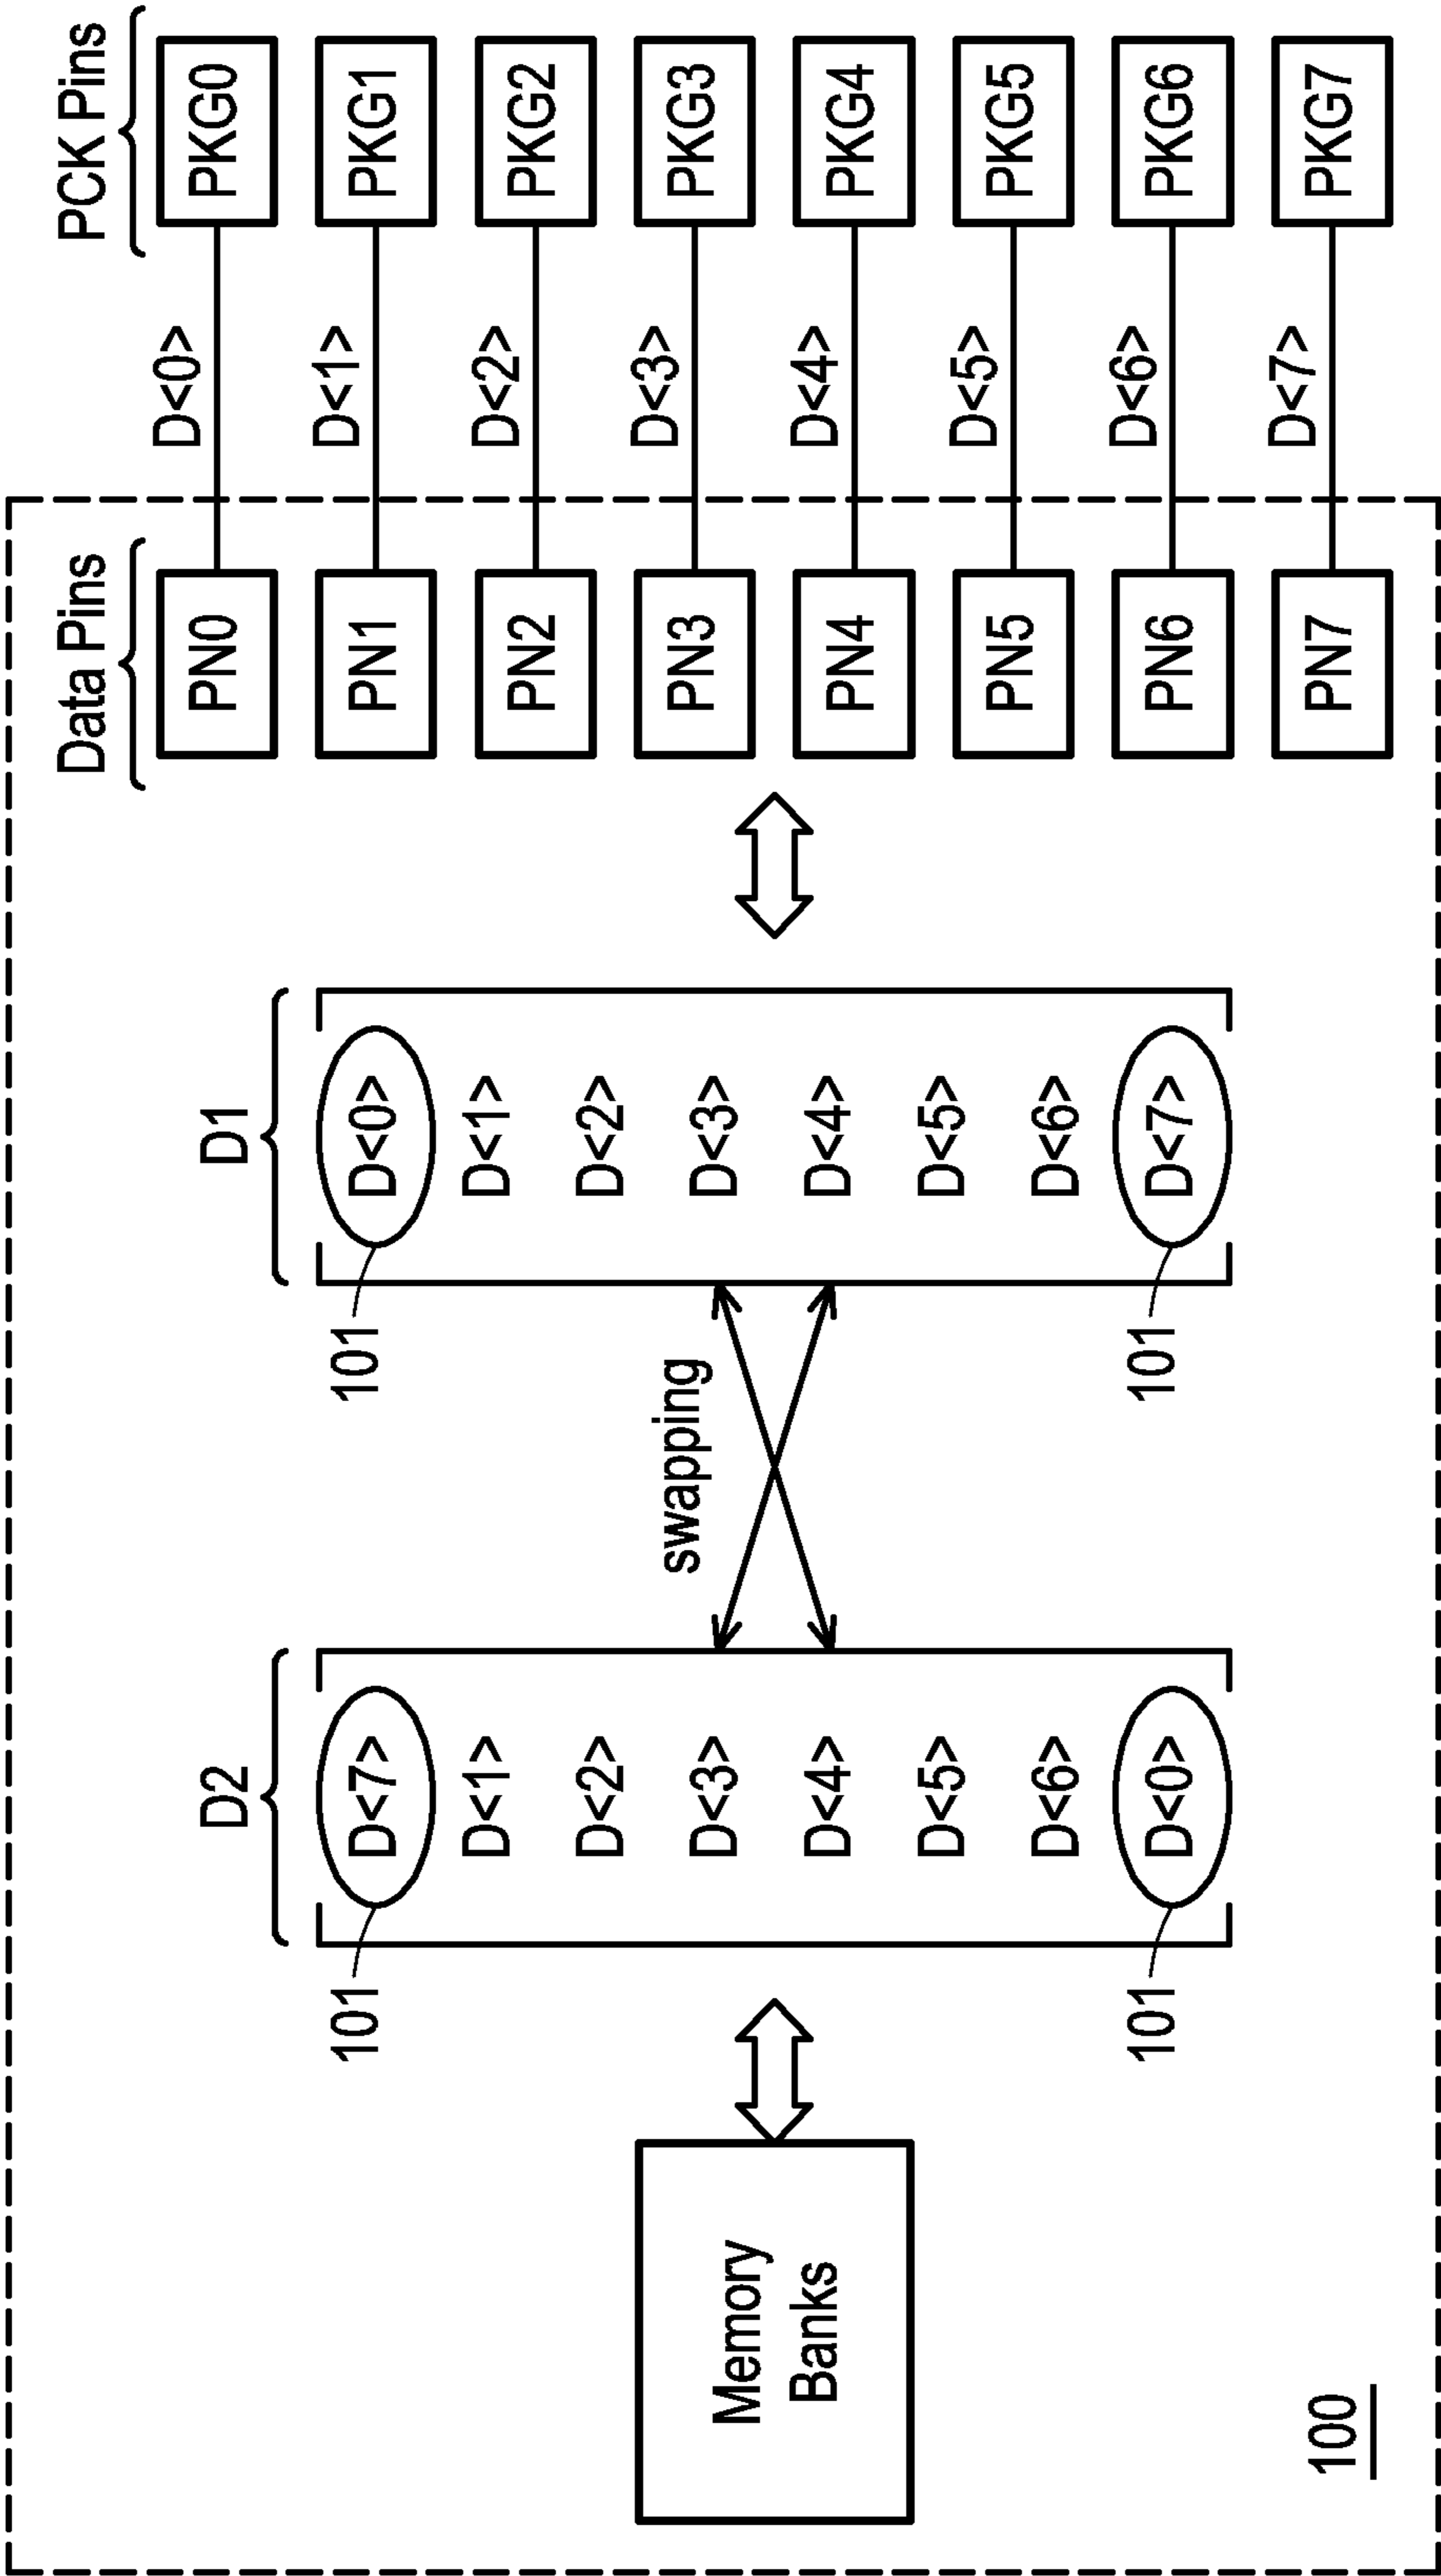 PCK Pins
PKG0
PKG1
PKG2
PKG3
PKG4
PKG5
PKG6
PKG7
D<0>
D<1>
D<2>
D<3>
D<4>
D<5>
D<6>
D<7>
Data Pins
PN0
PN1
PN2
PN3
PN4
PN5
PN6
PN7
D1
D<0>
D<1>
D<2>
D<3>
D<4>
D<5>
D<6>
D<7>
101
101
swapping
D2
D<7>
D<1>
D<2>
D<3>
D<4>
D<5>
D<6>
D<0>
101
101
Memory
Banks
100